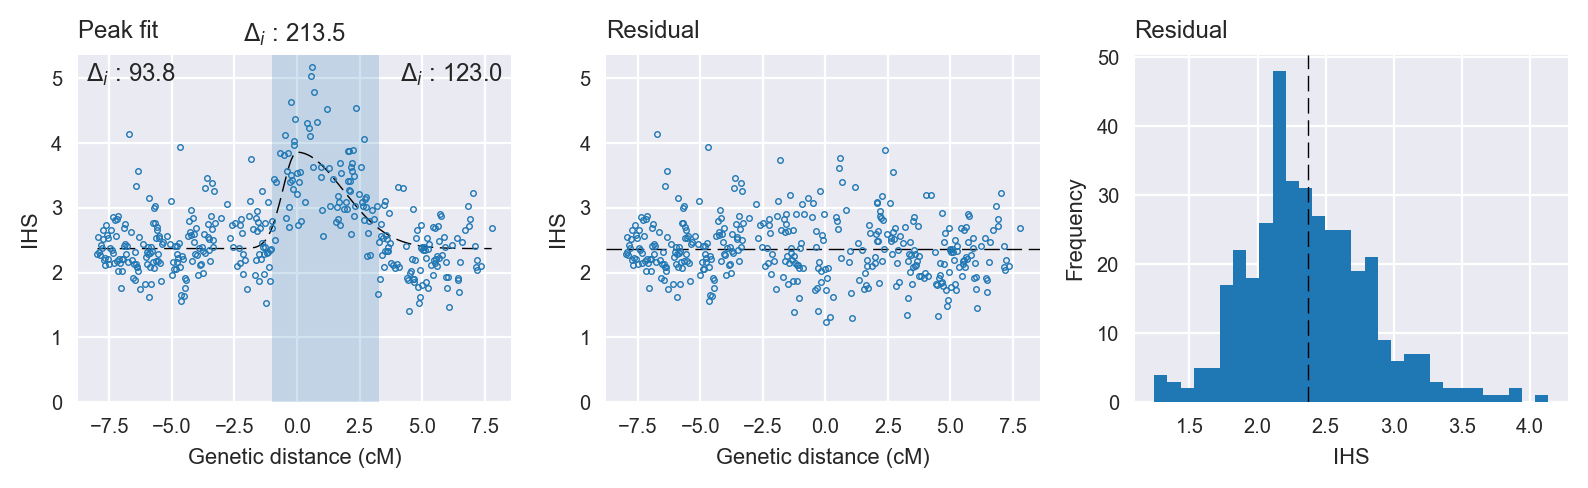 Peak fit
Δi : 213.5
Δi : 93.8
Δi : 123.0
5
4
3
2
1
0
IHS
−7.5 −5.0 −2.5 0.0 2.5 5.0 7.5
Genetic distance (cM)
Residual
5
4
3
2
1
0
IHS
−7.5 −5.0 −2.5 0.0 2.5 5.0 7.5
Genetic distance (cM)
Residual
50
40
30
20
10
0
Frequency
1.5 2.0 2.5 3.0 3.5 4.0
IHS